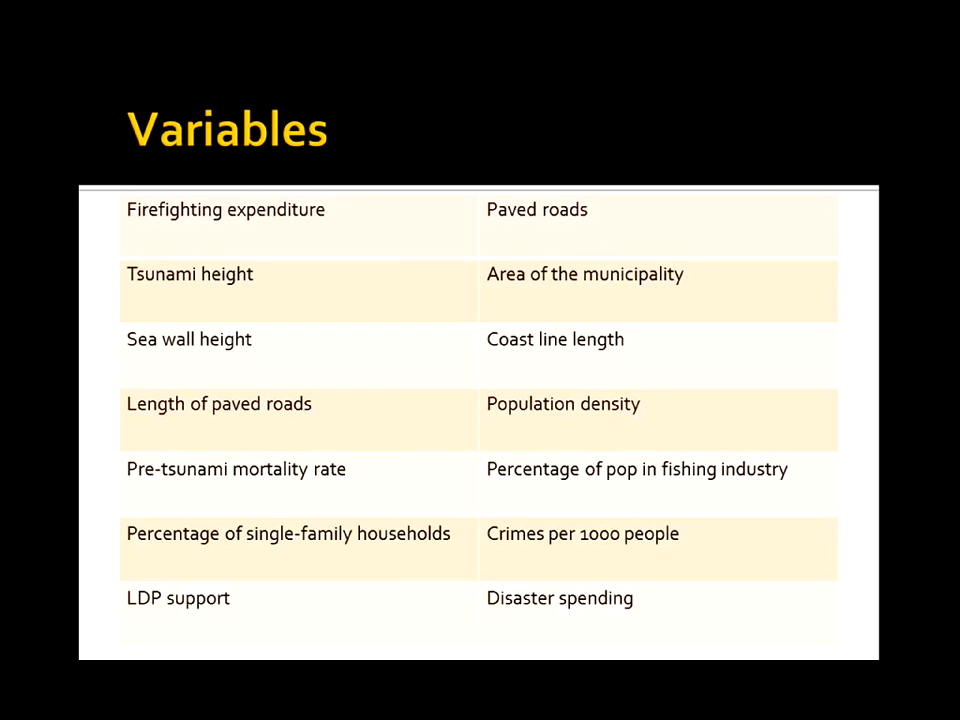 Variables
Firefighting expenditure
Paved roads
Tsunami height
Area of the municipality
Sea wall height
Coast line length
Length of paved roads
Population density
Pre-tsunami mortality rate
Percentage of pop in fishing industry
Percentage of single-family households
Crimes per 1000 people
LDP support
Disaster spending